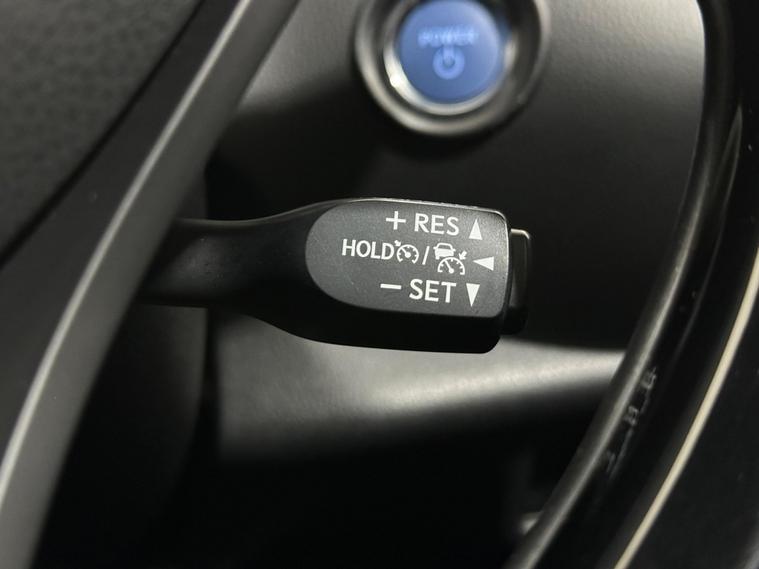 POWER
+ RES
HOLD /
− SET